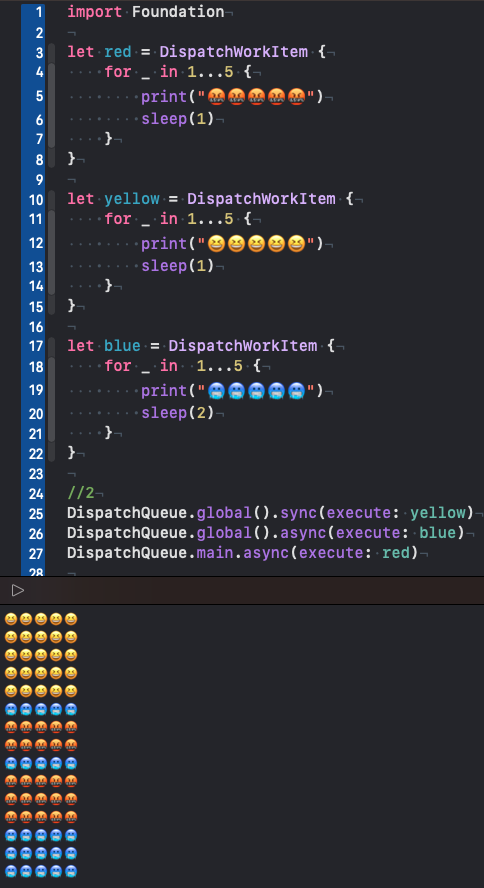 1 import Foundation
2
3 let red = DispatchWorkItem {
4     for _ in 1...5 {
5         print("🤬🤬🤬🤬🤬")
6         sleep(1)
7     }
8 }
9
10 let yellow = DispatchWorkItem {
11     for _ in 1...5 {
12         print("😆😆😆😆😆")
13         sleep(1)
14     }
15 }
16
17 let blue = DispatchWorkItem {
18     for _ in  1...5 {
19         print("🥶🥶🥶🥶🥶")
20         sleep(2)
21     }
22 }
23
24 //2
25 DispatchQueue.global().sync(execute: yellow)
26 DispatchQueue.global().async(execute: blue)
27 DispatchQueue.main.async(execute: red)
28
😆😆😆😆😆
😆😆😆😆😆
😆😆😆😆😆
😆😆😆😆😆
😆😆😆😆😆
🥶🥶🥶🥶🥶
🤬🤬🤬🤬🤬
🤬🤬🤬🤬🤬
🥶🥶🥶🥶🥶
🤬🤬🤬🤬🤬
🤬🤬🤬🤬🤬
🤬🤬🤬🤬🤬
🥶🥶🥶🥶🥶
🥶🥶🥶🥶🥶
🥶🥶🥶🥶🥶